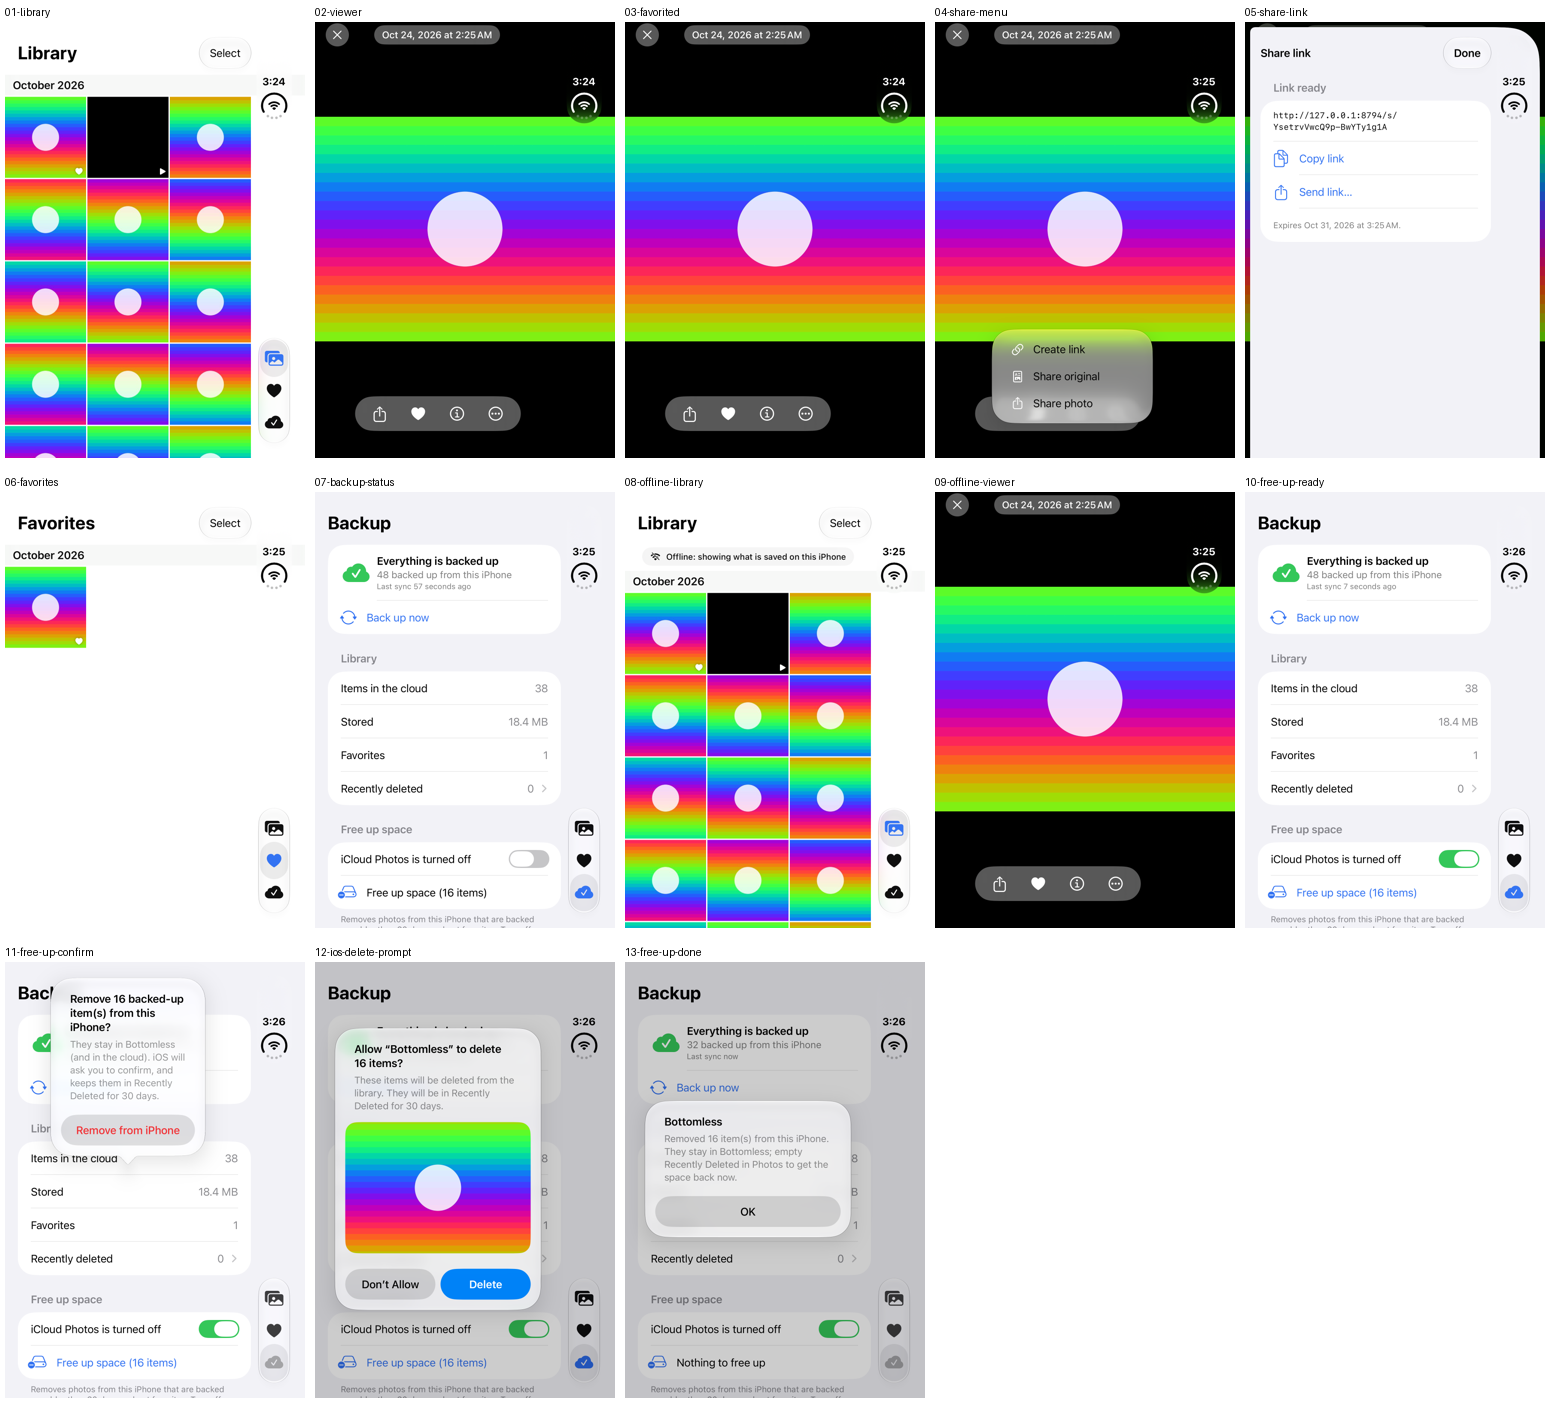 01-library
Library
Select
October 2026
3:24
02-viewer
Oct 24, 2026 at 2:25 AM
3:24
03-favorited
Oct 24, 2026 at 2:25 AM
3:24
04-share-menu
Oct 24, 2026 at 2:25 AM
3:25
Create link
Share original
Share photo
05-share-link
Share link
Done
3:25
Link ready
http://127.0.0.1:8794/s/
YsetrvVwcQ9p-BwYTy1g1A
Copy link
Send link...
Expires Oct 31, 2026 at 3:25 AM.
06-favorites
Favorites
Select
October 2026
3:25
07-backup-status
Backup
3:25
Everything is backed up
48 backed up from this iPhone
Last sync 57 seconds ago
Back up now
Library
Items in the cloud 38
Stored 18.4 MB
Favorites 1
Recently deleted 0
Free up space
iCloud Photos is turned off
Free up space (16 items)
Removes photos from this iPhone that are backed
08-offline-library
Library
Select
Offline: showing what is saved on this iPhone
3:25
October 2026
09-offline-viewer
Oct 24, 2026 at 2:25 AM
3:25
10-free-up-ready
Backup
3:26
Everything is backed up
48 backed up from this iPhone
Last sync 7 seconds ago
Back up now
Library
Items in the cloud 38
Stored 18.4 MB
Favorites 1
Recently deleted 0
Free up space
iCloud Photos is turned off
Free up space (16 items)
Removes photos from this iPhone that are backed
11-free-up-confirm
3:26
Remove 16 backed-up
item(s) from this
iPhone?
They stay in Bottomless
(and in the cloud). iOS will
ask you to confirm, and
keeps them in Recently
Deleted for 30 days.
Remove from iPhone
Items in the cloud 38
Stored 18.4 MB
Favorites 1
Recently deleted 0
Free up space
iCloud Photos is turned off
Free up space (16 items)
Removes photos from this iPhone that are backed
12-ios-delete-prompt
Backup
3:26
Allow “Bottomless” to delete
16 items?
These items will be deleted from the
library. They will be in Recently
Deleted for 30 days.
Don’t Allow
Delete
iCloud Photos is turned off
Free up space (16 items)
Removes photos from this iPhone that are backed
13-free-up-done
Backup
3:26
Everything is backed up
32 backed up from this iPhone
Last sync now
Back up now
Bottomless
Removed 16 item(s) from this iPhone.
They stay in Bottomless; empty
Recently Deleted in Photos to get the
space back now.
OK
Recently deleted 0
Free up space
iCloud Photos is turned off
Nothing to free up
Removes photos from this iPhone that are backed